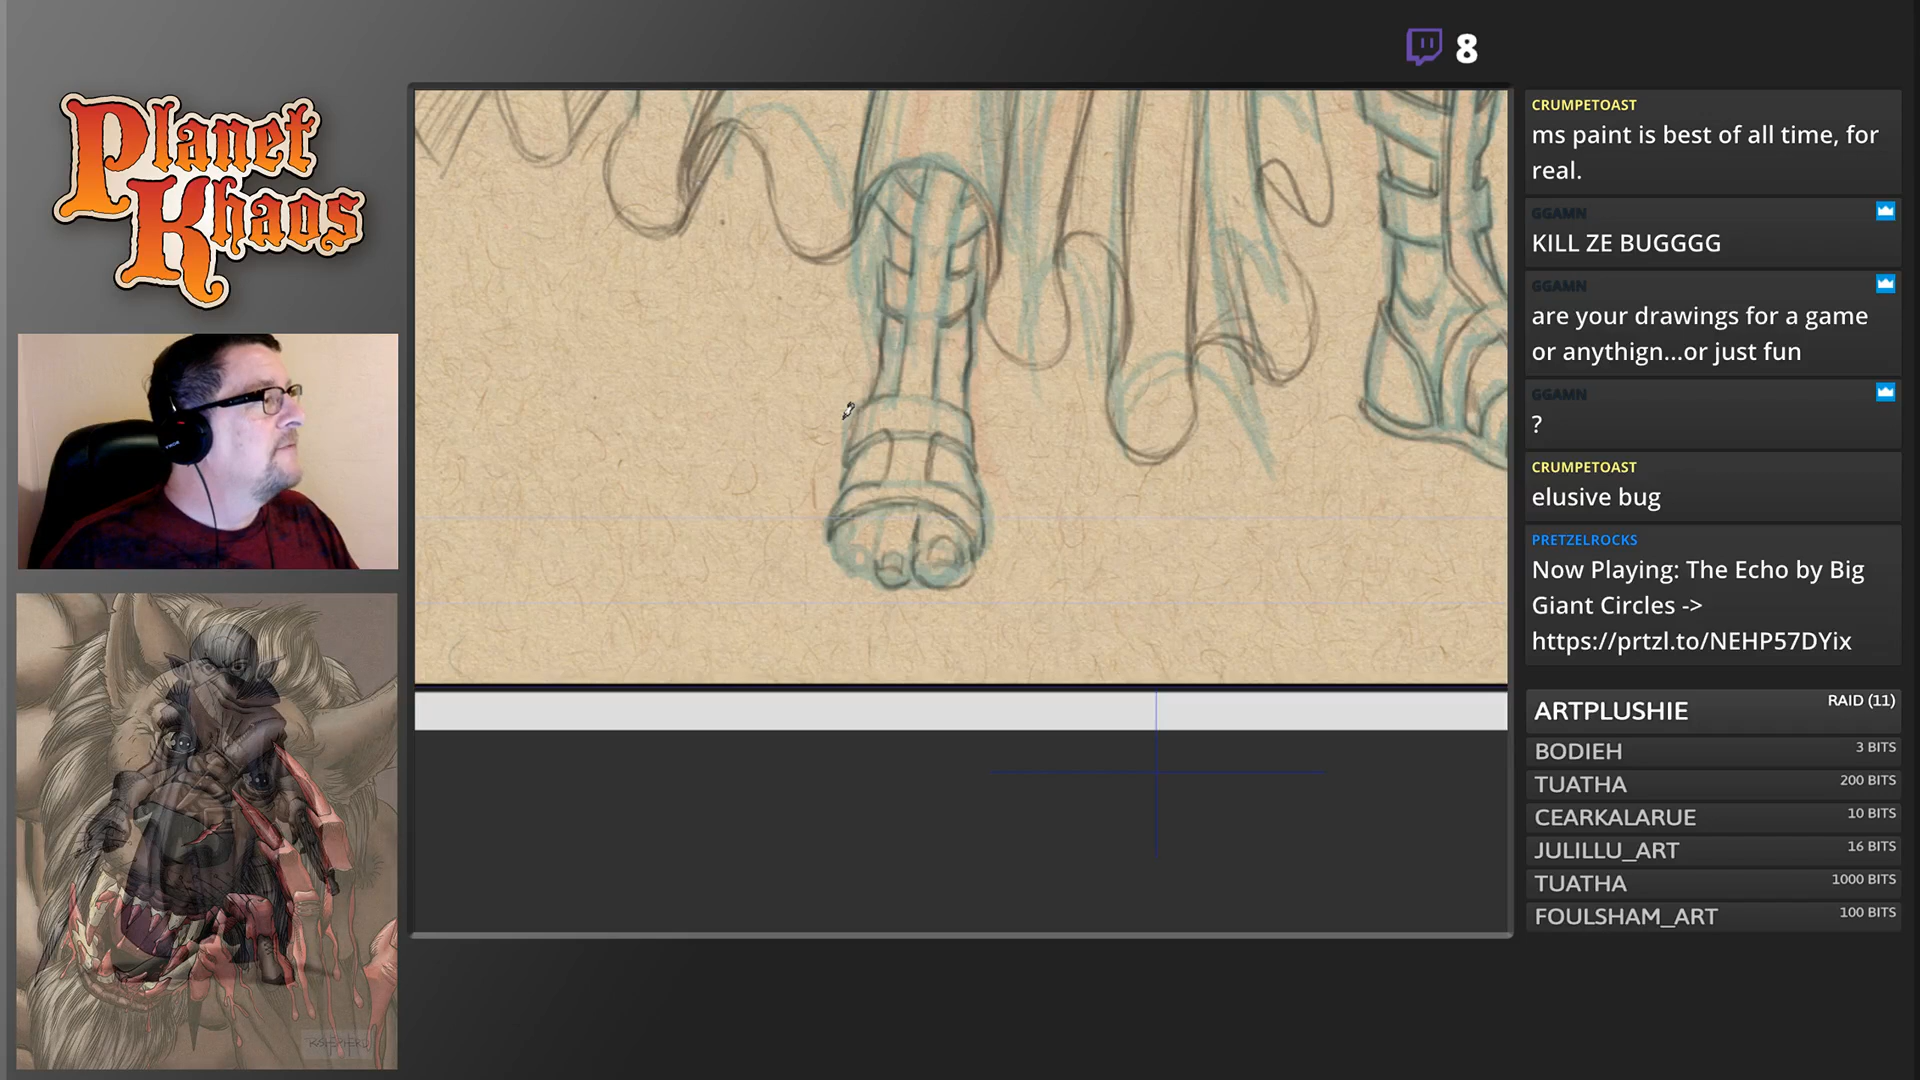 8
Planet
Khaos
CRUMPETOAST
ms paint is best of all time, for
real.
GGAMN
KILL ZE BUGGGG
GGAMN
are your drawings for a game
or anythign...or just fun
GGAMN
?
CRUMPETOAST
elusive bug
PRETZELROCKS
Now Playing: The Echo by Big
Giant Circles ->
https://prtzl.to/NEHP57DYix
ARTPLUSHIE RAID (11)
BODIEH 3 BITS
TUATHA 200 BITS
CEARKALARUE 10 BITS
JULILLU_ART 16 BITS
TUATHA 1000 BITS
FOULSHAM_ART 100 BITS